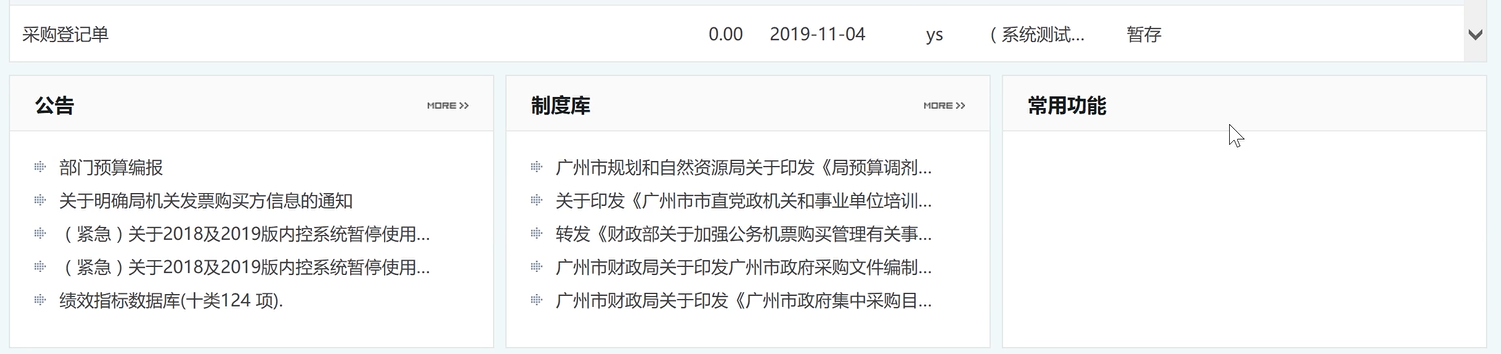 采购登记单 0.00 2019-11-04 ys （系统测试... 暂存
公告 MORE >>
部门预算编报
关于明确局机关发票购买方信息的通知
（紧急）关于2018及2019版内控系统暂停使用...
（紧急）关于2018及2019版内控系统暂停使用...
绩效指标数据库(十类124 项).
制度库 MORE >>
广州市规划和自然资源局关于印发《局预算调剂...
关于印发《广州市市直党政机关和事业单位培训...
转发《财政部关于加强公务机票购买管理有关事...
广州市财政局关于印发广州市政府采购文件编制...
广州市财政局关于印发《广州市政府集中采购目...
常用功能